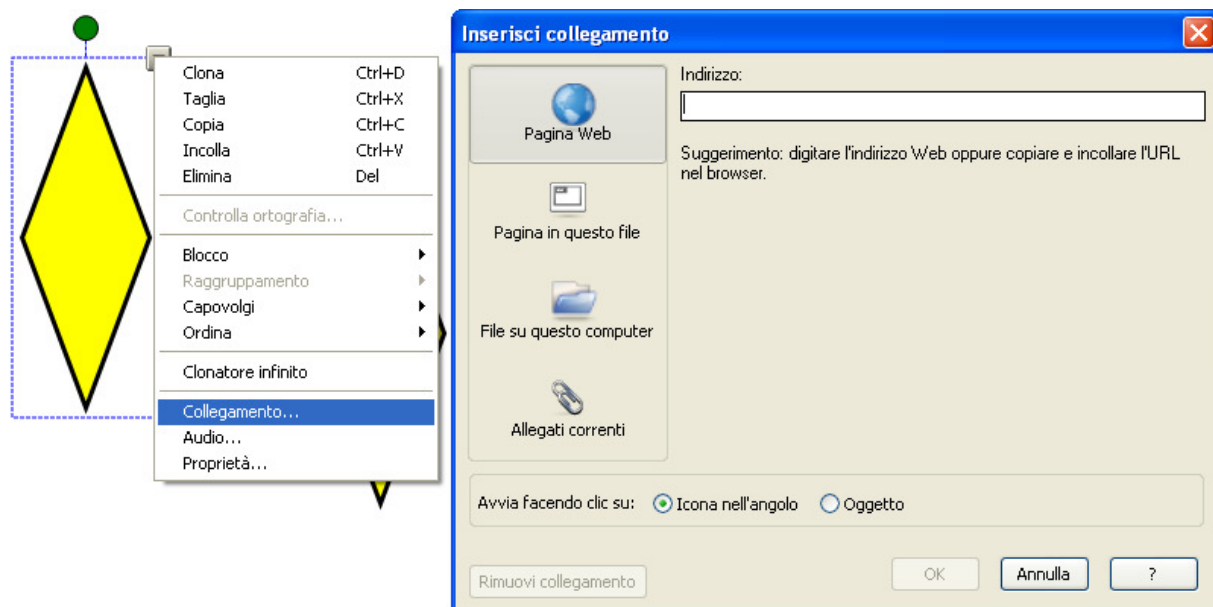 Clona Ctrl+D
Taglia Ctrl+X
Copia Ctrl+C
Incolla Ctrl+V
Elimina Del
Controlla ortografia...
Blocco
Raggruppamento
Capovolgi
Ordina
Clonatore infinito
Collegamento...
Audio...
Proprietà...
Inserisci collegamento
Pagina Web
Pagina in questo file
File su questo computer
Allegati correnti
Indirizzo:
Suggerimento: digitare l'indirizzo Web oppure copiare e incollare l'URL
nel browser.
Avvia facendo clic su: Icona nell'angolo Oggetto
Rimuovi collegamento OK Annulla ?